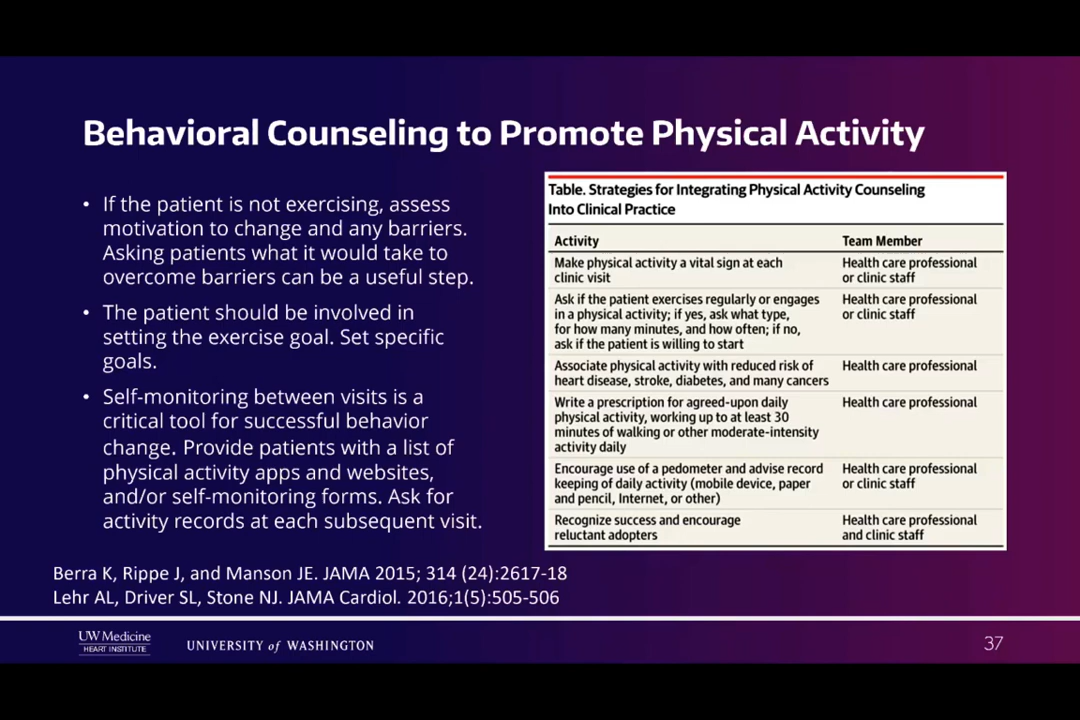 Behavioral Counseling to Promote Physical Activity
• If the patient is not exercising, assess
motivation to change and any barriers.
Asking patients what it would take to
overcome barriers can be a useful step.
• The patient should be involved in
setting the exercise goal. Set specific
goals.
• Self-monitoring between visits is a
critical tool for successful behavior
change. Provide patients with a list of
physical activity apps and websites,
and/or self-monitoring forms. Ask for
activity records at each subsequent visit.
Table. Strategies for Integrating Physical Activity Counseling
Into Clinical Practice
Activity Team Member
Make physical activity a vital sign at each Health care professional
clinic visit or clinic staff
Ask if the patient exercises regularly or engages Health care professional
in a physical activity; if yes, ask what type, or clinic staff
for how many minutes, and how often; if no,
ask if the patient is willing to start
Associate physical activity with reduced risk of Health care professional
heart disease, stroke, diabetes, and many cancers
Write a prescription for agreed-upon daily Health care professional
physical activity, working up to at least 30
minutes of walking or other moderate-intensity
activity daily
Encourage use of a pedometer and advise record Health care professional
keeping of daily activity (mobile device, paper or clinic staff
and pencil, Internet, or other)
Recognize success and encourage Health care professional
reluctant adopters and clinic staff
Berra K, Rippe J, and Manson JE. JAMA 2015; 314 (24):2617-18
Lehr AL, Driver SL, Stone NJ. JAMA Cardiol. 2016;1(5):505-506
UW Medicine
HEART INSTITUTE
UNIVERSITY of WASHINGTON
37